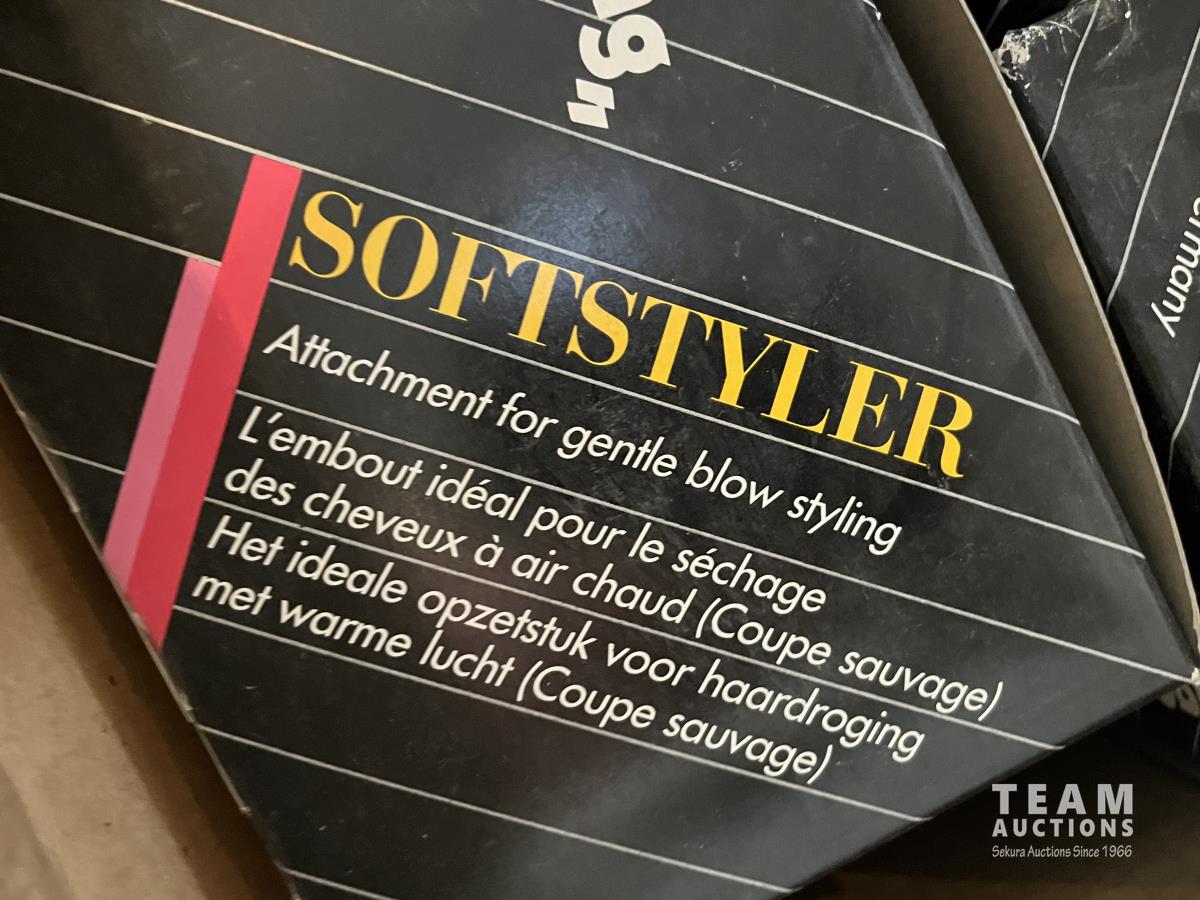 SOFTSTYLER
Attachment for gentle blow styling
L'embout idéal pour le séchage
des cheveux à air chaud (Coupe sauvage)
Het ideale opzetstuk voor haardroging
met warme lucht (Coupe sauvage)
TEAM
AUCTIONS
Sekura Auctions Since 1966